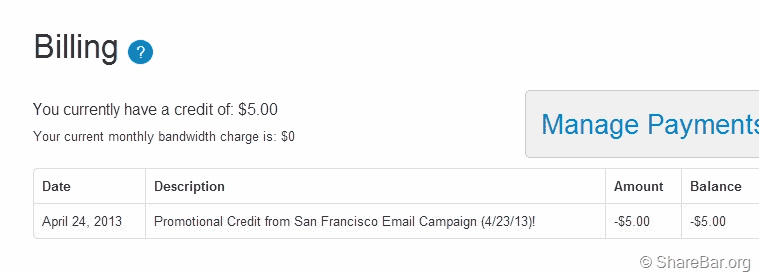 Billing ?
You currently have a credit of: $5.00
Your current monthly bandwidth charge is: $0
Manage Payments
Date Description Amount Balance
April 24, 2013 Promotional Credit from San Francisco Email Campaign (4/23/13)! -$5.00 -$5.00
© ShareBar.org